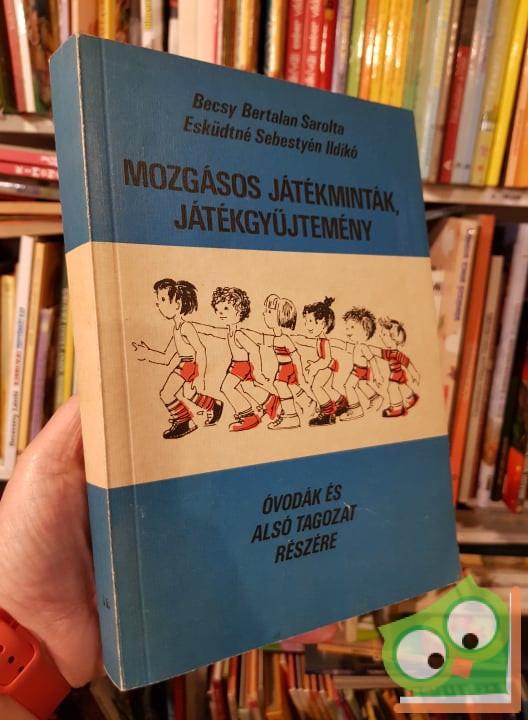 Becsy Bertalan Sarolta
Esküdtné Sebestyén Ildikó
MOZGÁSOS JÁTÉKMINTÁK,
JÁTÉKGYŰJTEMÉNY
ÓVODÁK ÉS
ALSÓ TAGOZAT
RÉSZÉRE